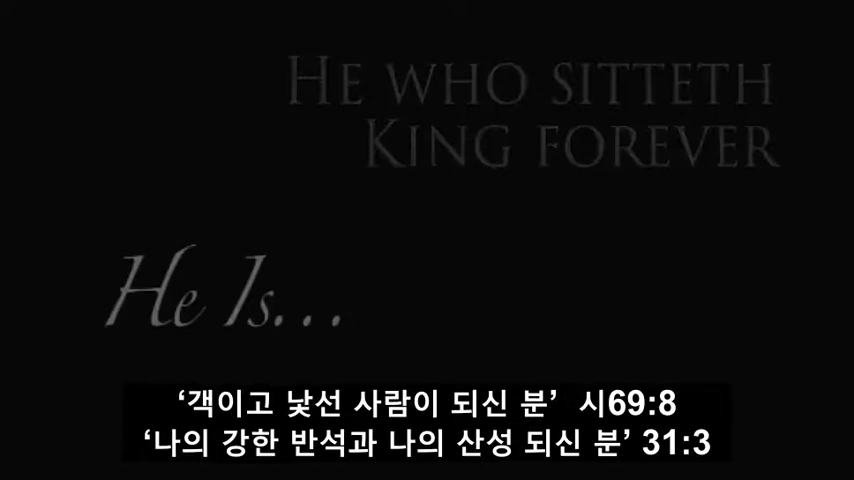 HE WHO SITTETH
KING FOREVER
He Is...
‘객이고 낯선 사람이 되신 분’ 시69:8
‘나의 강한 반석과 나의 산성 되신 분’ 31:3